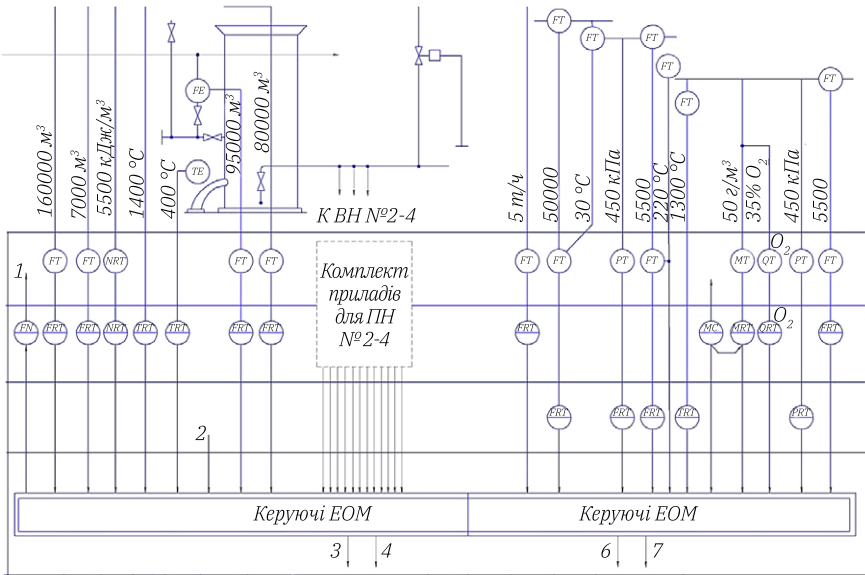 FT
FT
FT
FT
FT
FE
FT
TE
160000 м³
7000 м³
5500 кДж/м³
1400 °C
400 °C
95000 м³
80000 м³
5 т/ч
50000
30 °C
450 кПа
5500
220 °C
1300 °C
50 г/м³
35% O₂
450 кПа
5500
К ВН №2-4
1
FT
FT
NRT
FT
FT
FT
FT
PT
FT
MT
QT
O₂
PT
FT
Комплект
приладів
для ПН
№ 2-4
FRT
FRT
NRT
TRT
TRT
FRT
FRT
FRT
MC
MRT
QRT
O₂
FRT
FRT
FRT
FRT
TRT
PRT
2
Керуючі ЕОМ
Керуючі ЕОМ
3
4
6
7